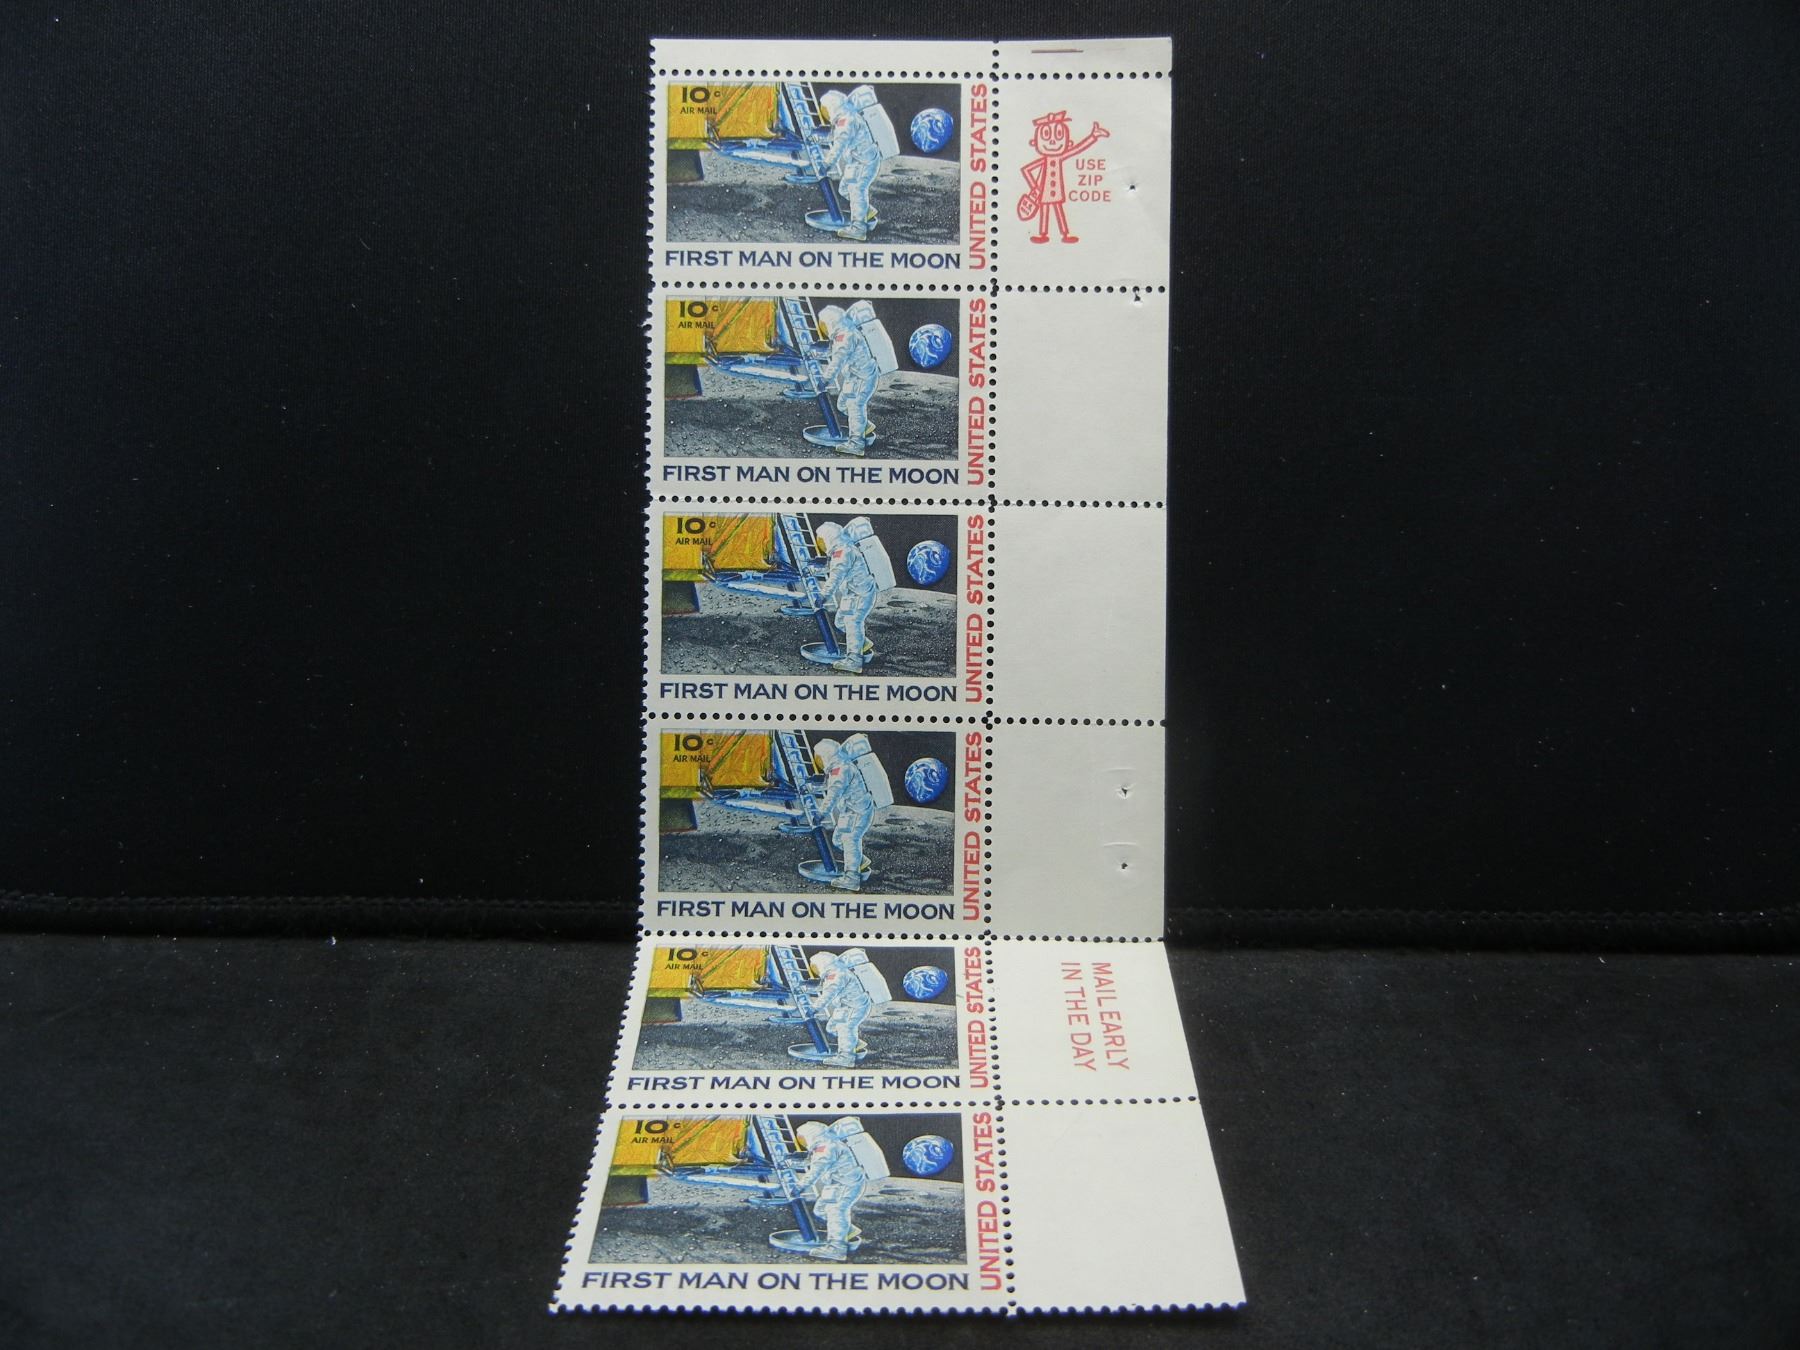 10c
AIR MAIL
UNITED STATES
FIRST MAN ON THE MOON
USE
ZIP
CODE
10c
AIR MAIL
UNITED STATES
FIRST MAN ON THE MOON
10c
AIR MAIL
UNITED STATES
FIRST MAN ON THE MOON
10c
AIR MAIL
UNITED STATES
FIRST MAN ON THE MOON
10c
AIR MAIL
UNITED STATES
FIRST MAN ON THE MOON
MAIL EARLY
IN THE DAY
10c
AIR MAIL
UNITED STATES
FIRST MAN ON THE MOON